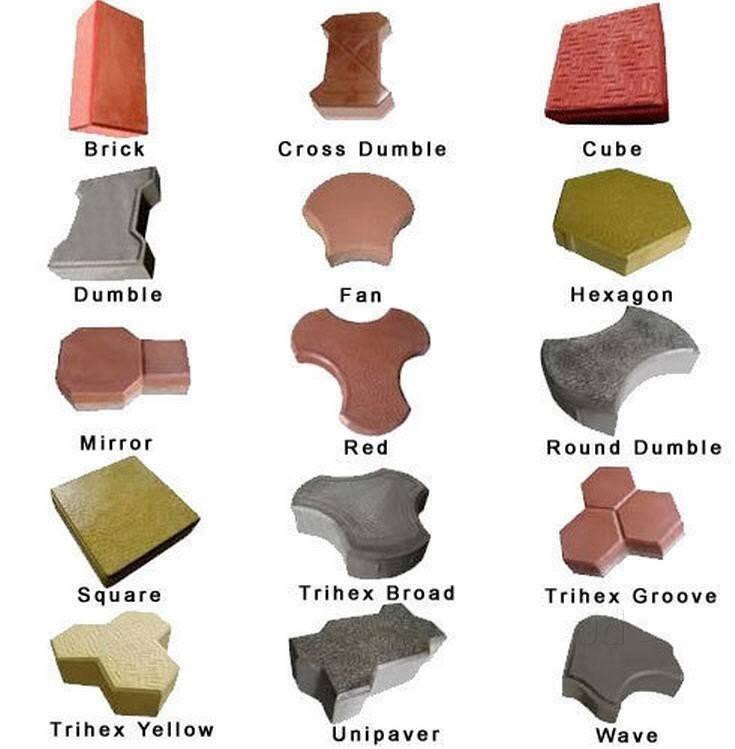 Brick
Cross Dumble
Cube
Dumble
Fan
Hexagon
Mirror
Red
Round Dumble
Square
Trihex Broad
Trihex Groove
Trihex Yellow
Unipaver
Wave